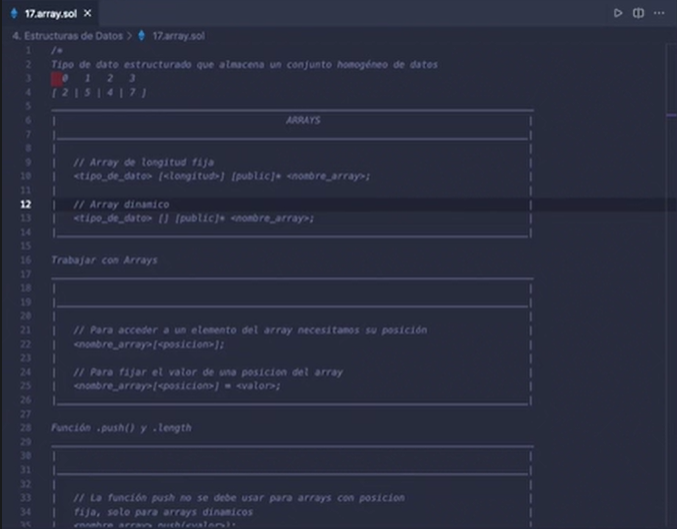 17.array.sol
4. Estructuras de Datos > 17.array.sol
1 /*
2 Tipo de dato estructurado que almacena un conjunto homogéneo de datos
3 0 1 2 3
4 [ 2 | 5 | 4 | 7 ]
5
6 | ARRAYS |
7
8
9 // Array de longitud fija
10 <tipo_de_dato> [<longitud>] [public]* <nombre_array>;
11
12 // Array dinamico
13 <tipo_de_dato> [] [public]* <nombre_array>;
14
15
16 Trabajar con Arrays
17
18
19
20
21 // Para acceder a un elemento del array necesitamos su posición
22 <nombre_array>[<posicion>];
23
24 // Para fijar el valor de una posicion del array
25 <nombre_array>[<posicion>] = <valor>;
26
27
28 Función .push() y .length
29
30
31
32
33 // La función push no se debe usar para arrays con posicion
34 fija, solo para arrays dinamicos
35 <nombre_array>.push(<valor>);